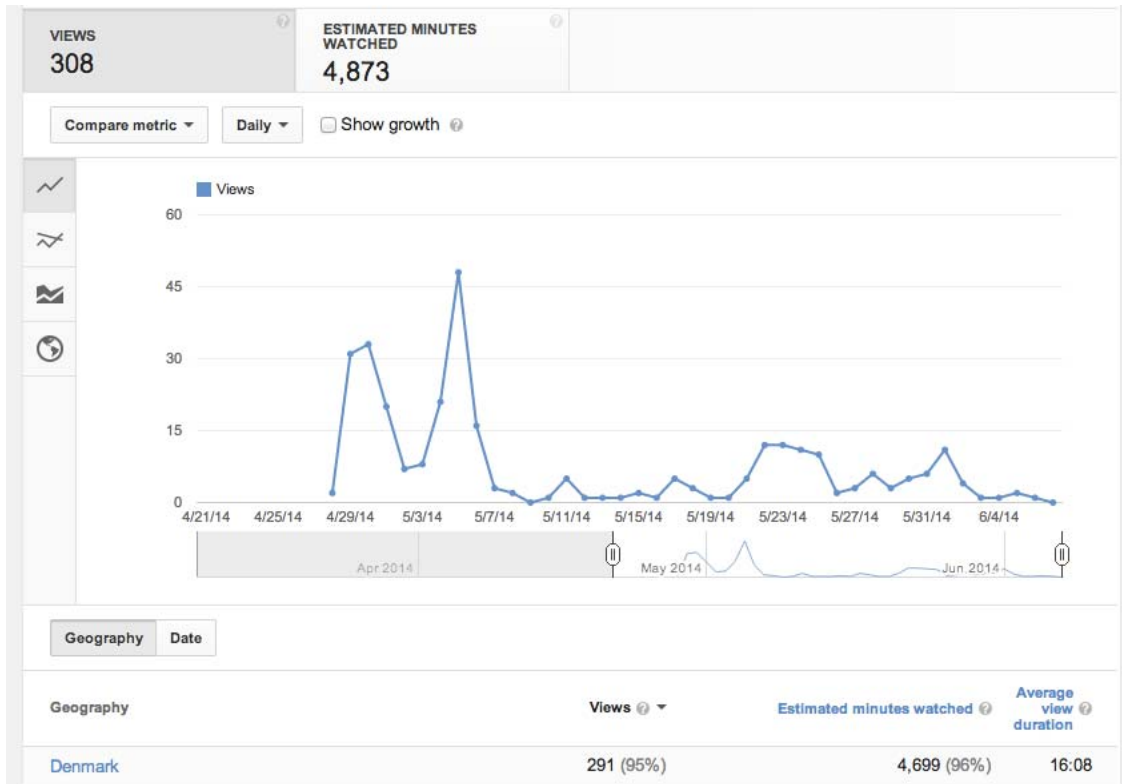 VIEWS
308
ESTIMATED MINUTES
WATCHED
4,873
Compare metric
Daily
Show growth
Views
60
45
30
15
0
4/21/14 4/25/14 4/29/14 5/3/14 5/7/14 5/11/14 5/15/14 5/19/14 5/23/14 5/27/14 5/31/14 6/4/14
Apr 2014 May 2014 Jun 2014
Geography Date
Geography Views Estimated minutes watched Average
view
duration
Denmark 291 (95%) 4,699 (96%) 16:08